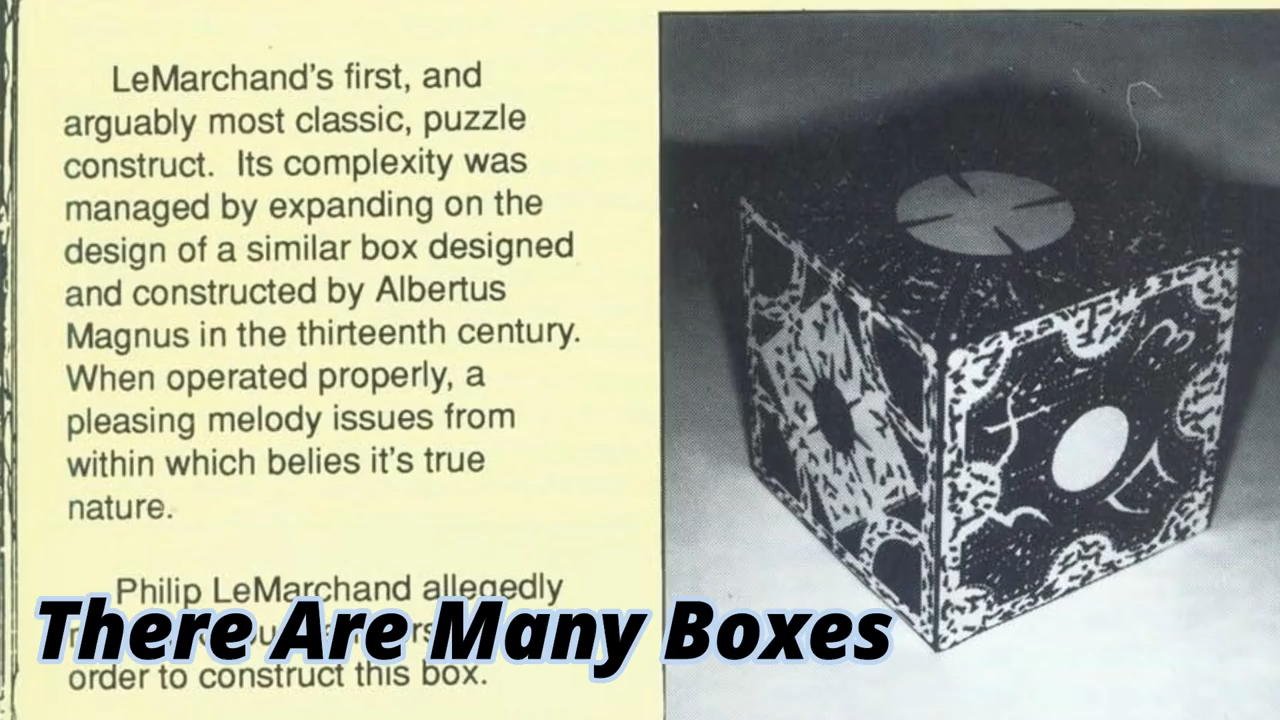 LeMarchand's first, and
arguably most classic, puzzle
construct. Its complexity was
managed by expanding on the
design of a similar box designed
and constructed by Albertus
Magnus in the thirteenth century.
When operated properly, a
pleasing melody issues from
within which belies it's true
nature.
Philip LeMarchand allegedly
order to construct this box.
There Are Many Boxes